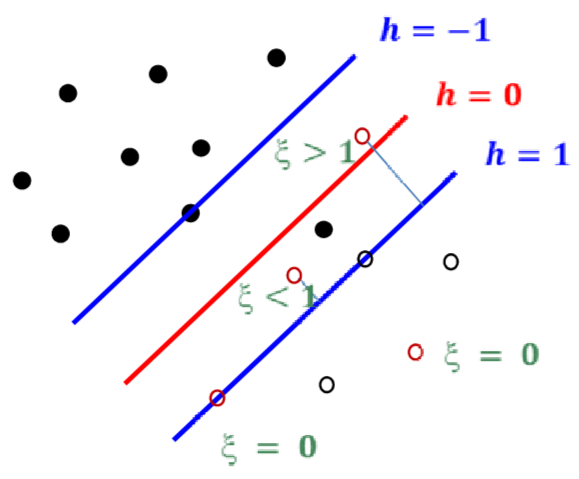 h = −1
h = 0
ξ > 1
h = 1
ξ < 1
ξ = 0
ξ = 0